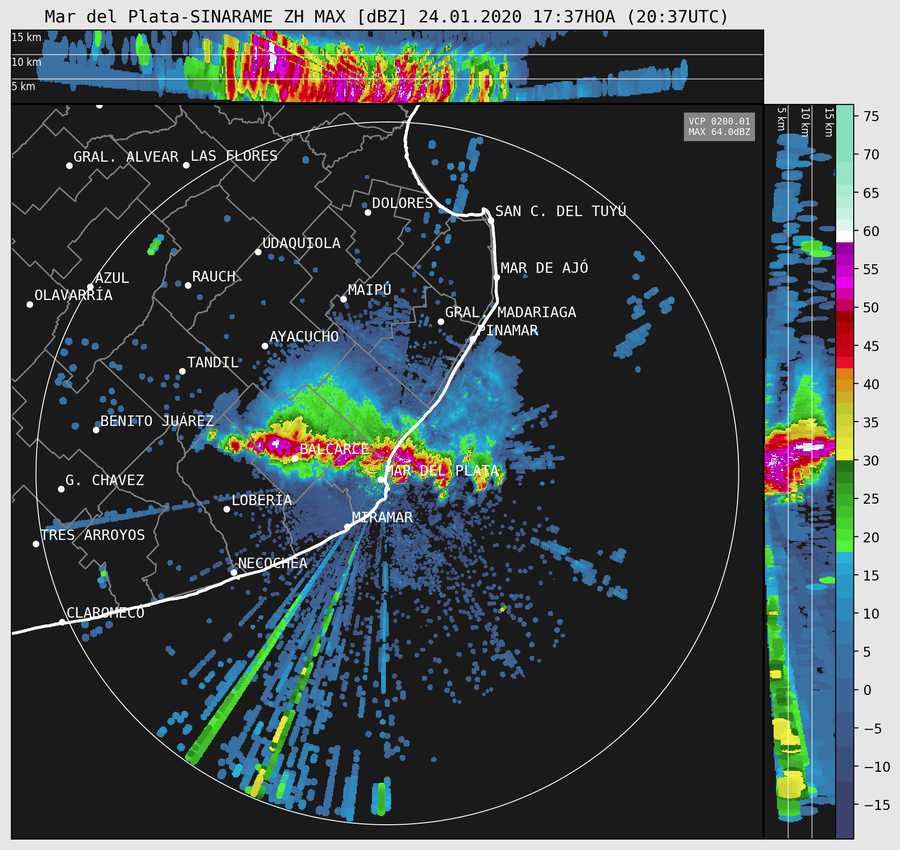 Mar del Plata-SINARAME ZH MAX [dBZ] 24.01.2020 17:37HOA (20:37UTC)
15 km
10 km
5 km
VCP 0200.01
MAX 64.0dBZ
5 km
10 km
15 km
GRAL. ALVEAR
LAS FLORES
DOLORES
SAN C. DEL TUYÚ
UDAQUIOLA
MAR DE AJÓ
AZUL
RAUCH
OLAVARRÍA
MAIPÚ
GRAL. MADARIAGA
PINAMAR
AYACUCHO
TANDIL
BENITO JUÁREZ
BALCARCE
MAR DEL PLATA
G. CHAVEZ
LOBERÍA
MIRAMAR
TRES ARROYOS
NECOCHEA
CLAROMECÓ
75
70
65
60
55
50
45
40
35
30
25
20
15
10
5
0
−5
−10
−15